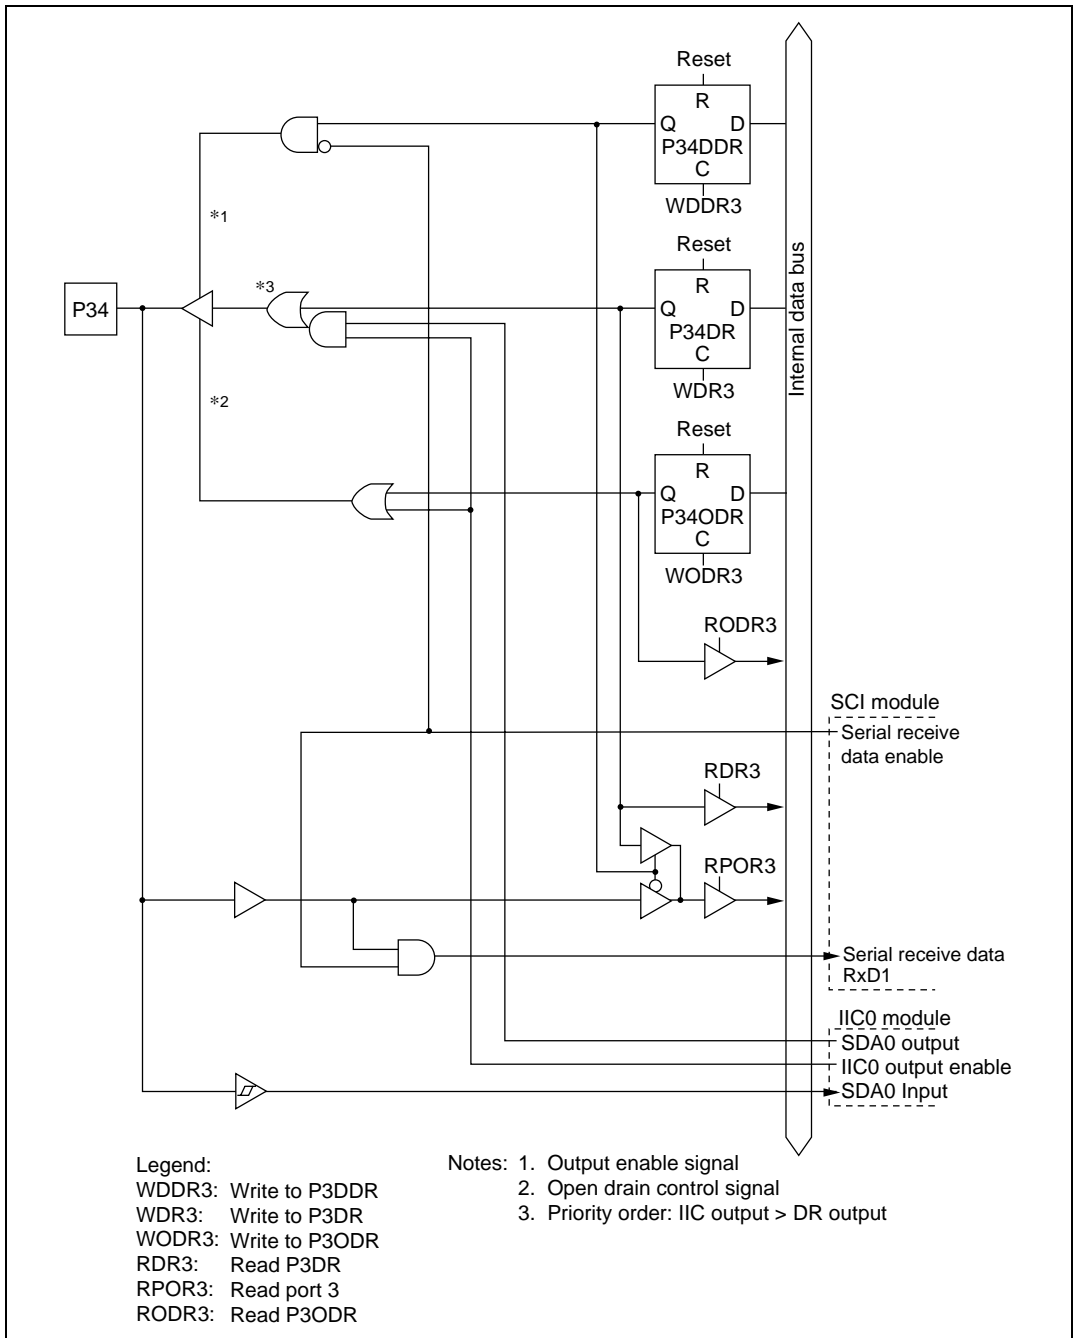 Reset
R
Q D
P34DDR
C
WDDR3
*1
Reset
R
P34
*3
Q D
P34DR
C
WDR3
Internal data bus
*2
Reset
R
Q D
P34ODR
C
WODR3
RODR3
SCI module
Serial receive
data enable
RDR3
RPOR3
Serial receive data
RxD1
IIC0 module
SDA0 output
IIC0 output enable
SDA0 Input
Legend:
WDDR3: Write to P3DDR
WDR3: Write to P3DR
WODR3: Write to P3ODR
RDR3: Read P3DR
RPOR3: Read port 3
RODR3: Read P3ODR
Notes: 1. Output enable signal
2. Open drain control signal
3. Priority order: IIC output > DR output